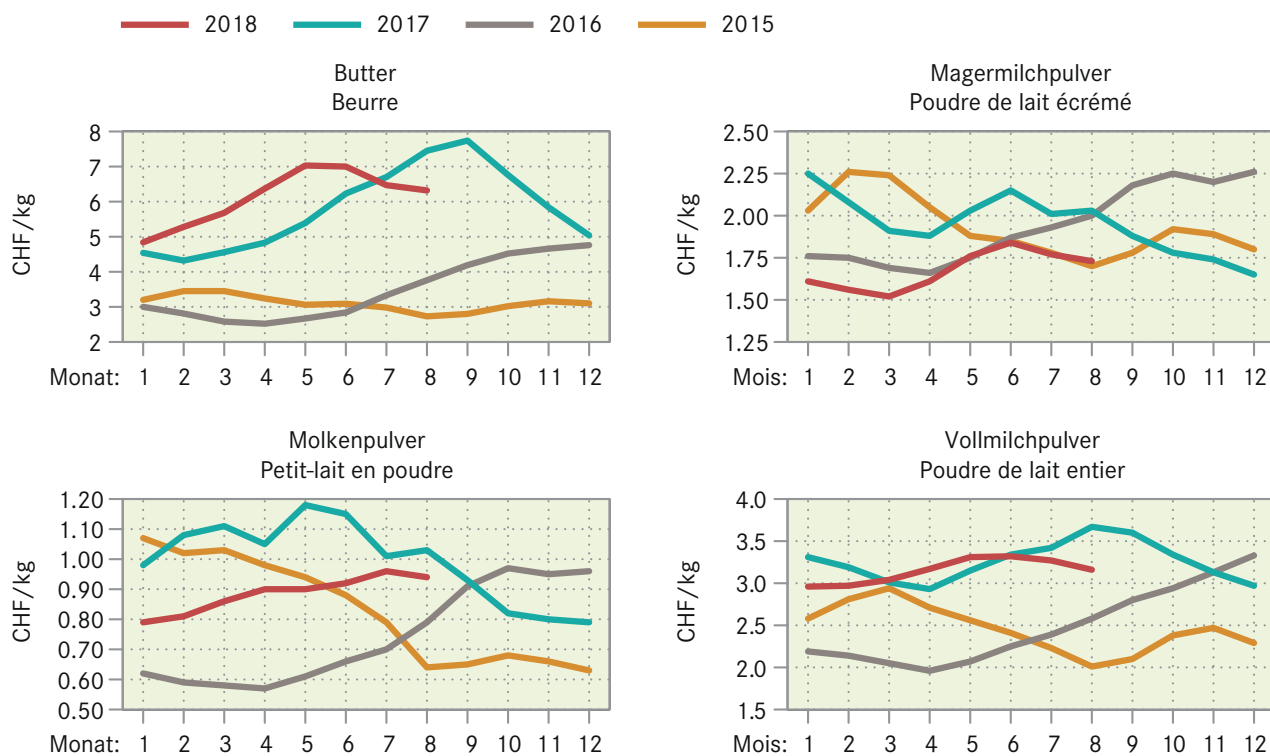 2018 2017 2016 2015
Butter
Beurre
CHF/kg
8
7
6
5
4
3
2
Monat: 1 2 3 4 5 6 7 8 9 10 11 12
Magermilchpulver
Poudre de lait écrémé
CHF/kg
2.50
2.25
2.00
1.75
1.50
1.25
Mois: 1 2 3 4 5 6 7 8 9 10 11 12
Molkenpulver
Petit-lait en poudre
CHF/kg
1.20
1.10
1.00
0.90
0.80
0.70
0.60
0.50
Monat: 1 2 3 4 5 6 7 8 9 10 11 12
Vollmilchpulver
Poudre de lait entier
CHF/kg
4.0
3.5
3.0
2.5
2.0
1.5
Mois: 1 2 3 4 5 6 7 8 9 10 11 12